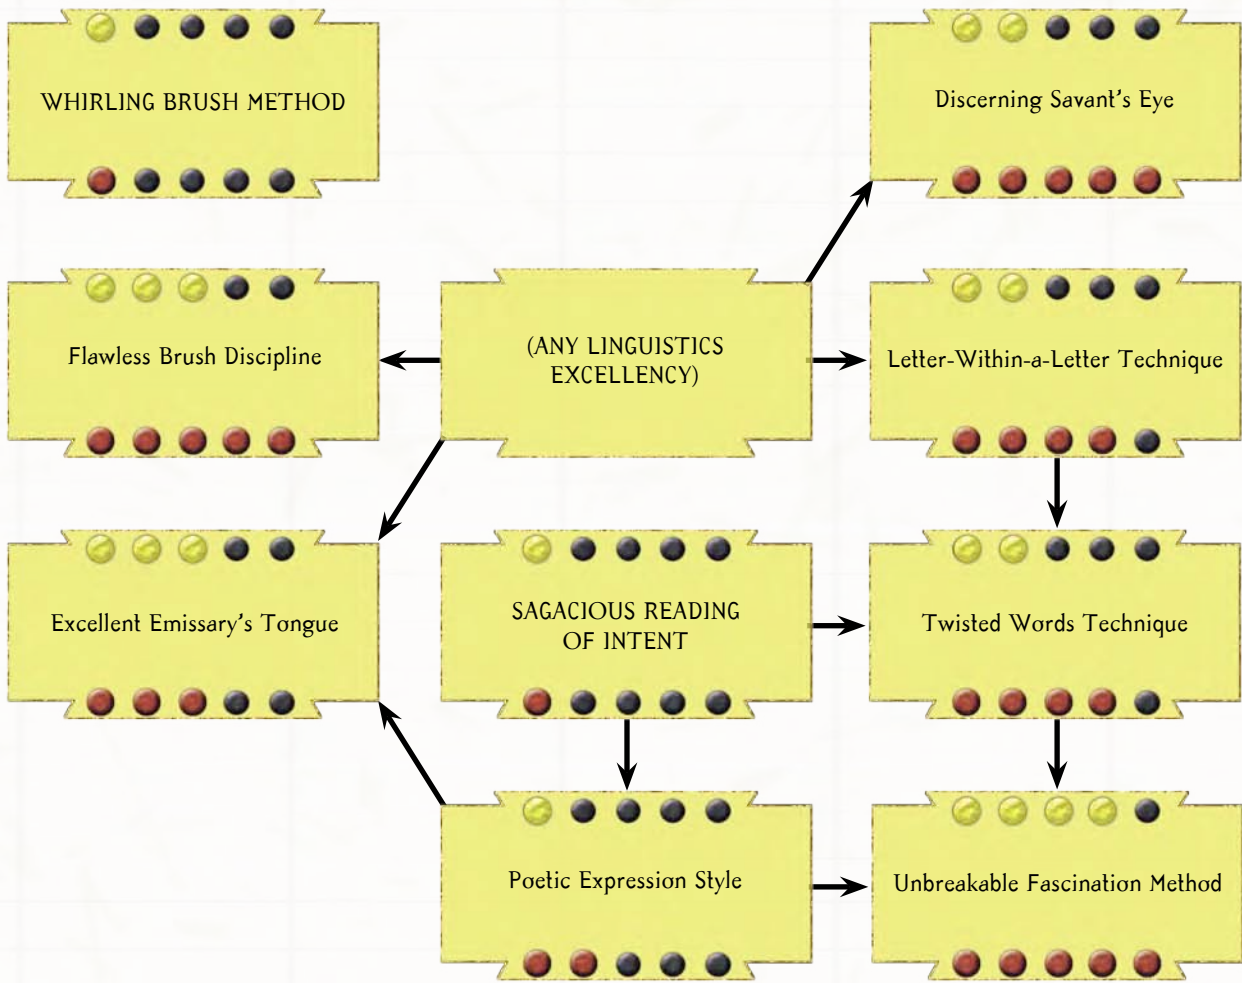 WHIRLING BRUSH METHOD
Discerning Savant's Eye
Flawless Brush Discipline
(ANY LINGUISTICS
EXCELLENCY)
Letter-Within-a-Letter Technique
Excellent Emissary's Tongue
SAGACIOUS READING
OF INTENT
Twisted Words Technique
Poetic Expression Style
Unbreakable Fascination Method